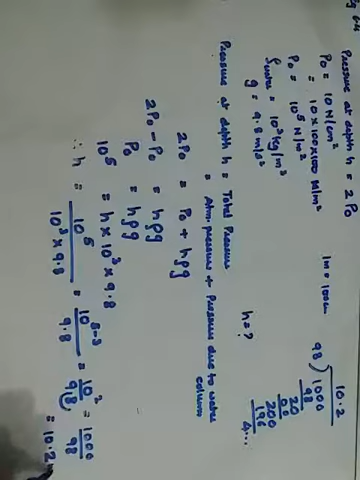 Pressure at depth h = 2P0
P0 = 10 N/cm²
= 10×100×100 N/m²
P0 = 10⁵ N/m²
ρwater = 10³ kg/m³
g = 9.8 m/s²
1m = 100cm
h = ?
Pressure at depth h = Total Pressure
= Atm. pressure + Pressure due to water column
2P0 = P0 + hρg
2P0 - P0 = hρg
P0 = hρg
10⁵ = h × 10³ × 9.8
∴ h = 10⁵ / 10³ × 9.8 = 10⁵⁻³ / 9.8 = 10² / 9.8 = 1000 / 98
= 10.2
10.2
98 ) 1000
98
20
0
200
196
4...